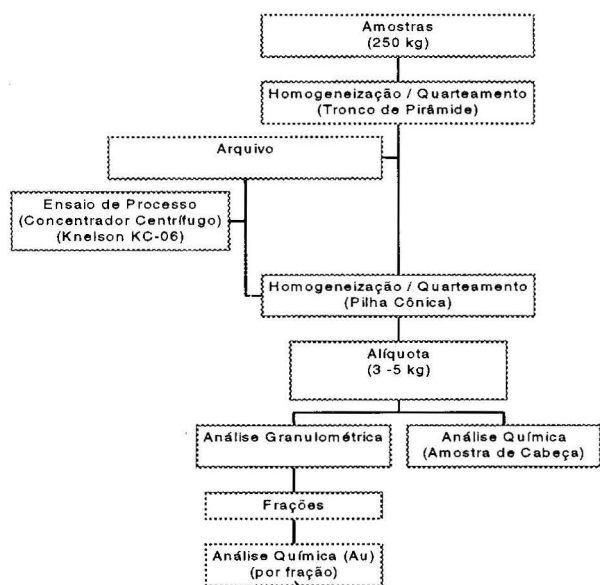 Amostras
(250 kg)
Homogeneização / Quarteamento
(Tronco de Pirâmide)
Arquivo
Ensaio de Processo
(Concentrador Centrífugo)
(Knelson KC-06)
Homogeneização / Quarteamento
(Pilha Cônica)
Alíquota
(3 -5 kg)
Análise Granulométrica
Análise Química
(Amostra de Cabeça)
Frações
Análise Química (Au)
(por fração)